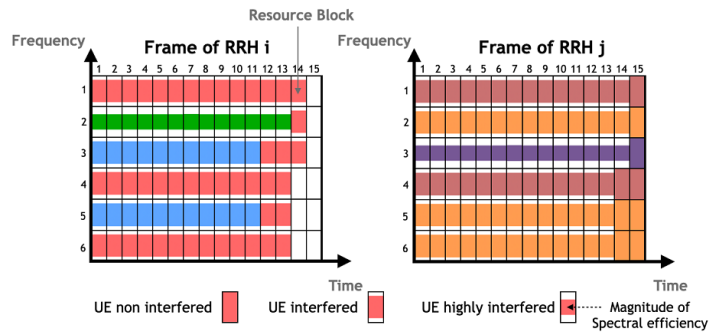 Resource Block
Frequency
Frame of RRH i
1 2 3 4 5 6 7 8 9 10 11 12 13 14 15
1
2
3
4
5
6
Time
Frequency
Frame of RRH j
1 2 3 4 5 6 7 8 9 10 11 12 13 14 15
1
2
3
4
5
6
Time
UE non interfered
UE interfered
UE highly interfered
Magnitude of
Spectral efficiency